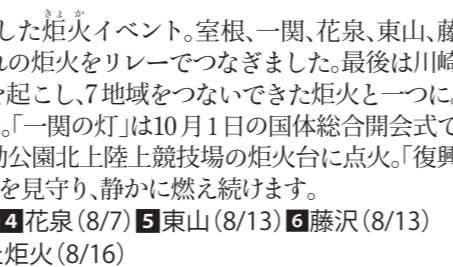 きょ か
した炬火イベント。室根、一関、花泉、東山、藤
れの炬火をリレーでつなぎました。最後は川崎
を起こし、7地域をつないできた炬火と一つに。
。「一関の灯」は10月1日の国体総合開会式で
動公園北上陸上競技場の炬火台に点火。「復興
を見守り、静かに燃え続けます。
4花泉(8/7) 5東山(8/13) 6藤沢(8/13)
炬火(8/16)